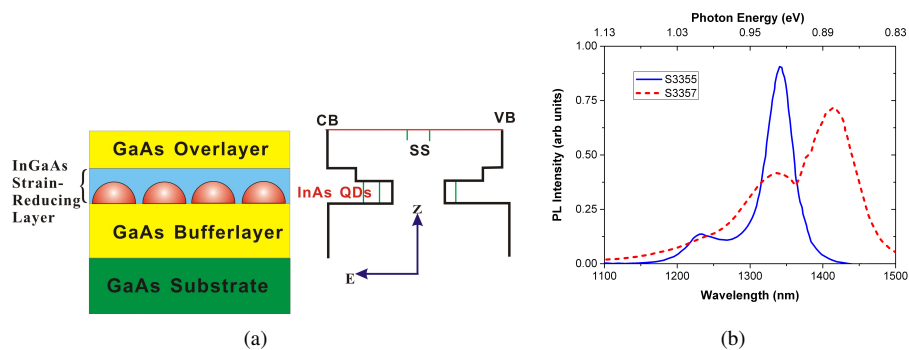 GaAs Overlayer
InGaAs
Strain-
Reducing
Layer
GaAs Bufferlayer
GaAs Substrate
CB
VB
SS
InAs QDs
Z
E
(a)
Photon Energy (eV)
1.13 1.03 0.95 0.89 0.83
1.00
0.75
0.50
0.25
0.00
PL Intensity (arb units)
S3355
S3357
1100 1200 1300 1400 1500
Wavelength (nm)
(b)